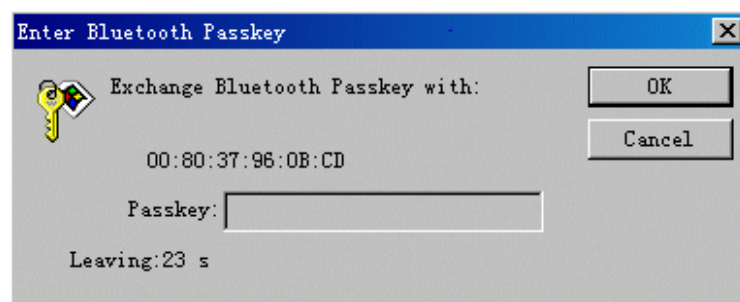 Enter Bluetooth Passkey
Exchange Bluetooth Passkey with:
OK
Cancel
00:80:37:96:0B:CD
Passkey:
Leaving:23 s